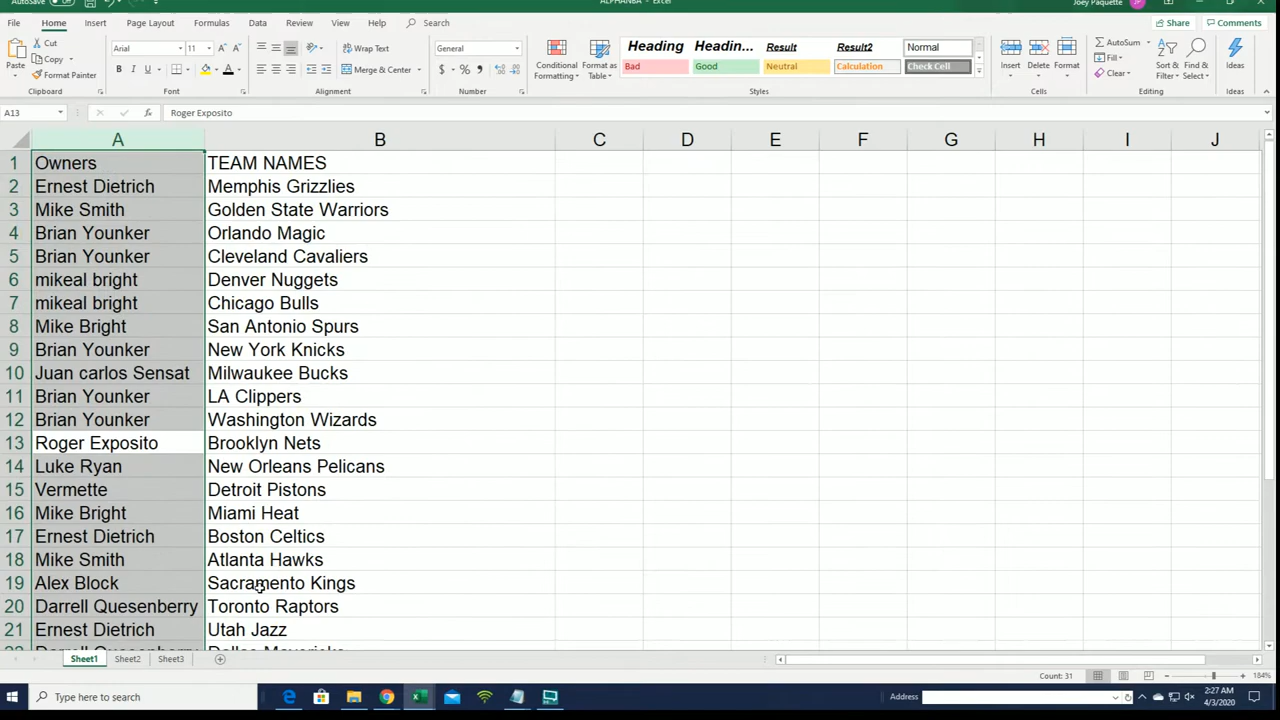 Joey Paquette JP
File Home Insert Page Layout Formulas Data Review View Help Search Share Comments
Cut
Copy
Paste Format Painter
Arial 11
B I U
Wrap Text
Merge & Center
General
$ %
Conditional Formatting
Format as Table
Heading Headin... Result Result2 Normal
Bad Good Neutral Calculation Check Cell
Insert Delete Format
AutoSum
Fill
Clear
Sort & Filter
Find & Select
Ideas
Clipboard Font Alignment Number Styles Cells Editing Ideas
A13 fx Roger Exposito
A B C D E F G H I J
1 Owners TEAM NAMES
2 Ernest Dietrich Memphis Grizzlies
3 Mike Smith Golden State Warriors
4 Brian Younker Orlando Magic
5 Brian Younker Cleveland Cavaliers
6 mikeal bright Denver Nuggets
7 mikeal bright Chicago Bulls
8 Mike Bright San Antonio Spurs
9 Brian Younker New York Knicks
10 Juan carlos Sensat Milwaukee Bucks
11 Brian Younker LA Clippers
12 Brian Younker Washington Wizards
13 Roger Exposito Brooklyn Nets
14 Luke Ryan New Orleans Pelicans
15 Vermette Detroit Pistons
16 Mike Bright Miami Heat
17 Ernest Dietrich Boston Celtics
18 Mike Smith Atlanta Hawks
19 Alex Block Sacramento Kings
20 Darrell Quesenberry Toronto Raptors
21 Ernest Dietrich Utah Jazz
Sheet1 Sheet2 Sheet3
Count: 31 184%
Type here to search
Address
2:27 AM
4/3/2020